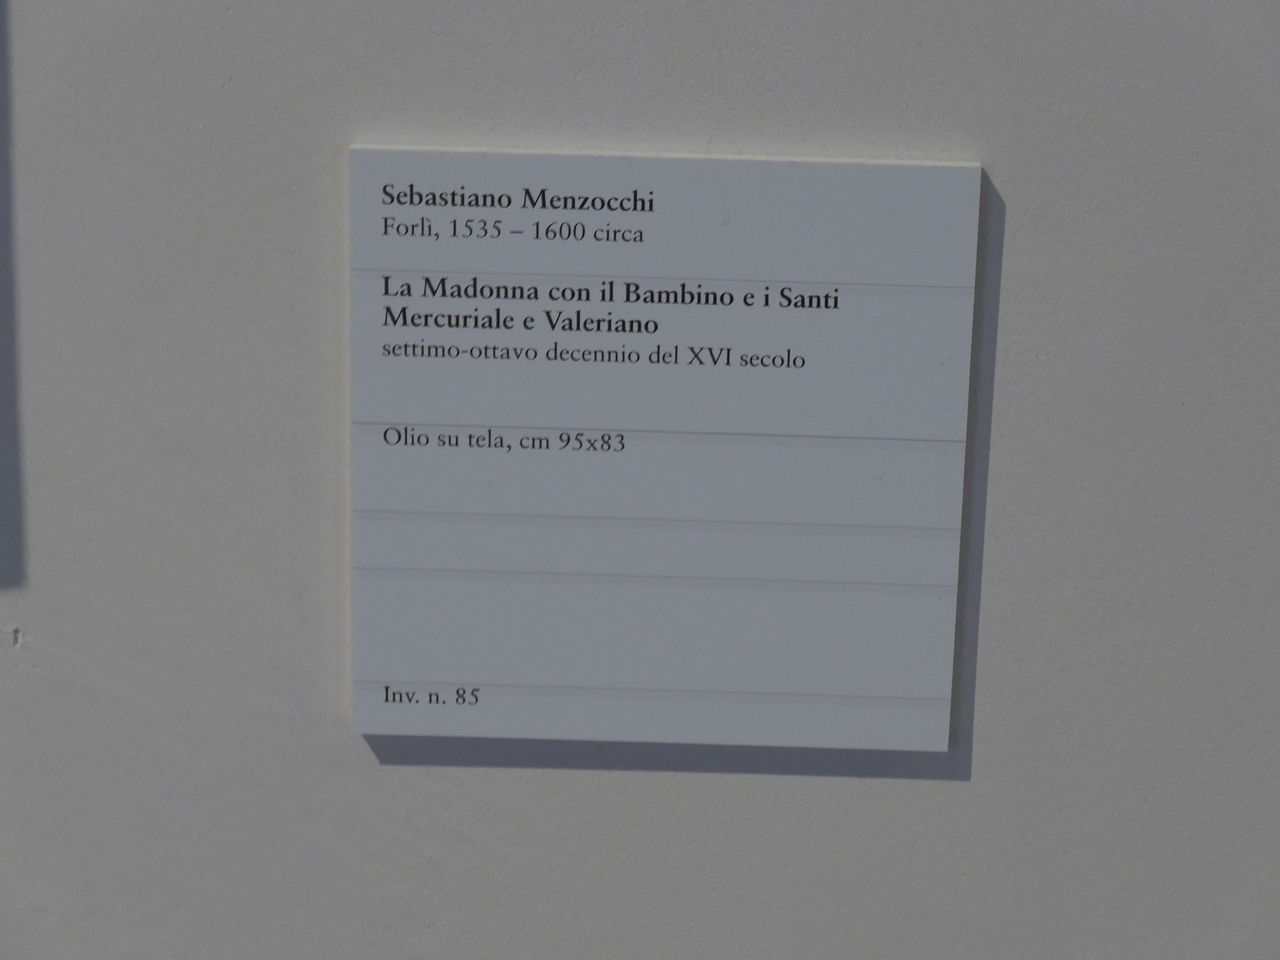 Sebastiano Menzocchi
Forlì, 1535 – 1600 circa
La Madonna con il Bambino e i Santi
Mercuriale e Valeriano
settimo-ottavo decennio del XVI secolo
Olio su tela, cm 95x83
Inv. n. 85